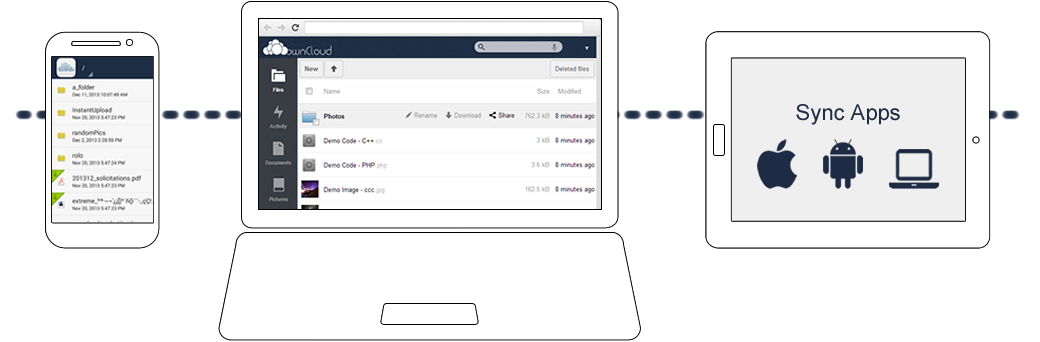 /
a_folder
Dec 11, 2013 10:07:49 AM
InstantUpload
Nov 20, 2013 5:47:23 PM
randomPics
Dec 2, 2013 2:28:59 PM
rolo
Nov 20, 2013 5:47:24 PM
201312_solicitations.pdf
Nov 20, 2013 5:47:23 PM
Nov 20, 2013 5:47:23 PM
ownCloud
New
Deleted files
Name Size Modified
Photos Rename Download Share 762.3 kB 8 minutes ago
Demo Code - C++.cc 3 kB 8 minutes ago
Demo Code - PHP.php 3.6 kB 8 minutes ago
Demo Image - ccc.jpg 162.5 kB 8 minutes ago
Files
Activity
Documents
Pictures
Sync Apps